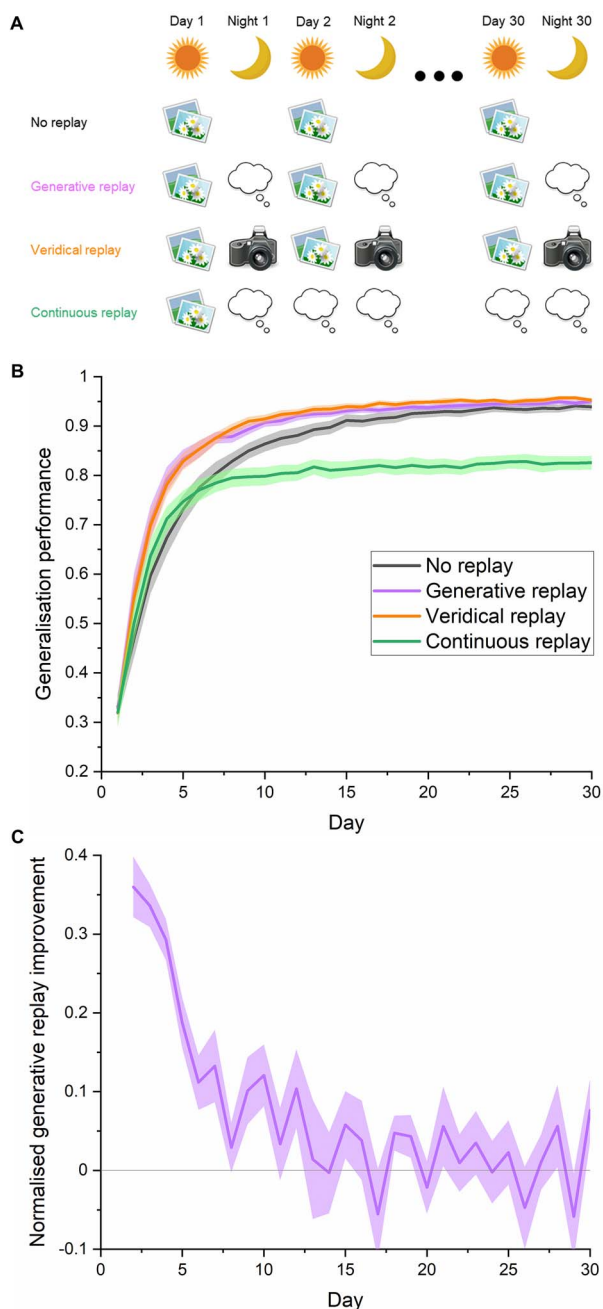 A
Day 1 Night 1 Day 2 Night 2 Day 30 Night 30
No replay
Generative replay
Veridical replay
Continuous replay
B
1
0.9
0.8
0.7
0.6
0.5
0.4
0.3
0.2
Generalisation performance
No replay
Generative replay
Veridical replay
Continuous replay
0 5 10 15 20 25 30
Day
C
0.4
0.3
0.2
0.1
0
-0.1
Normalised generative replay improvement
0 5 10 15 20 25 30
Day